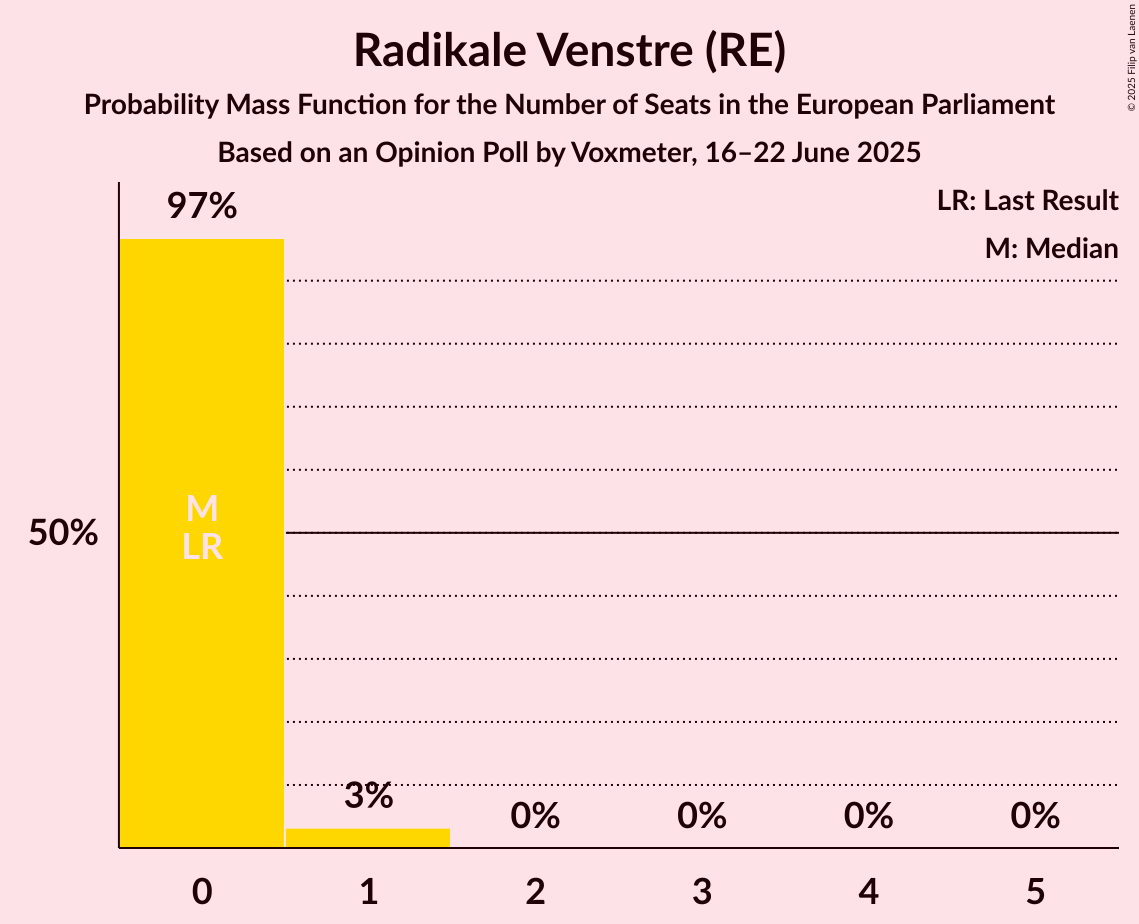 Radikale Venstre (RE)
Probability Mass Function for the Number of Seats in the European Parliament
Based on an Opinion Poll by Voxmeter, 16–22 June 2025
© 2025 Filip van Laenen
LR: Last Result
M: Median
97%
M
LR
50%
3%
0%
0%
0%
0%
0
1
2
3
4
5